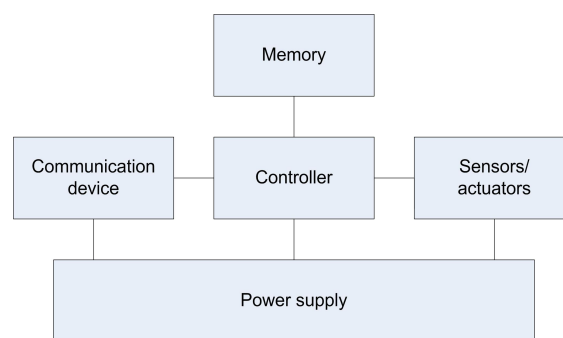 Memory
Communication
device
Controller
Sensors/
actuators
Power supply